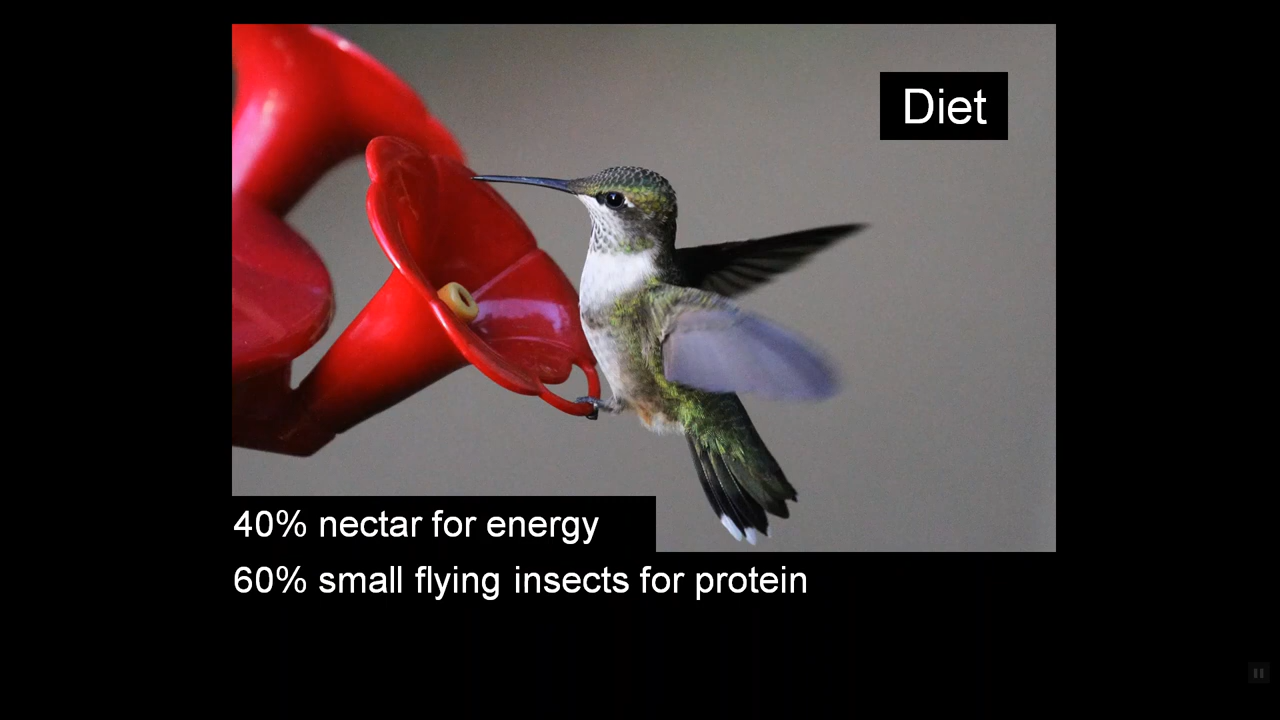 Diet
40% nectar for energy
60% small flying insects for protein